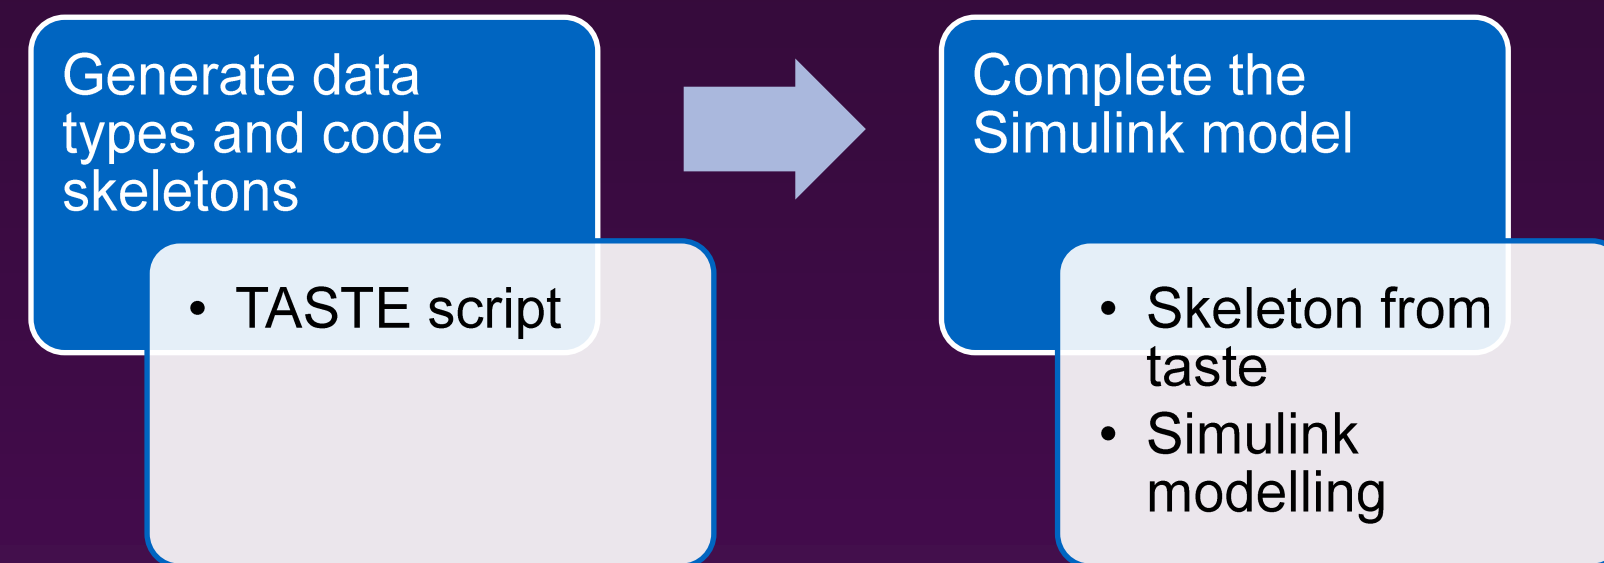 Generate data
types and code
skeletons
• TASTE script
Complete the
Simulink model
• Skeleton from
taste
• Simulink
modelling